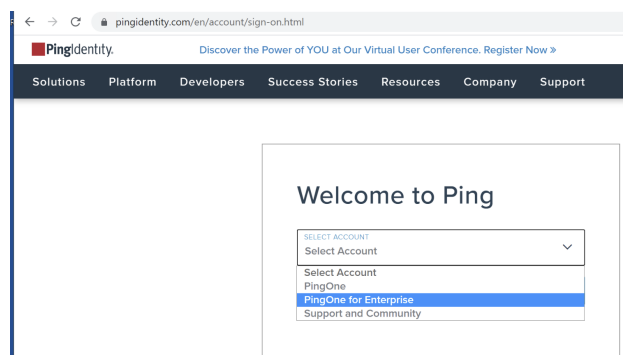 pingidentity.com/en/account/sign-on.html
PingIdentity.
Discover the Power of YOU at Our Virtual User Conference. Register Now »
Solutions Platform Developers Success Stories Resources Company Support
Welcome to Ping
SELECT ACCOUNT
Select Account
Select Account
PingOne
PingOne for Enterprise
Support and Community